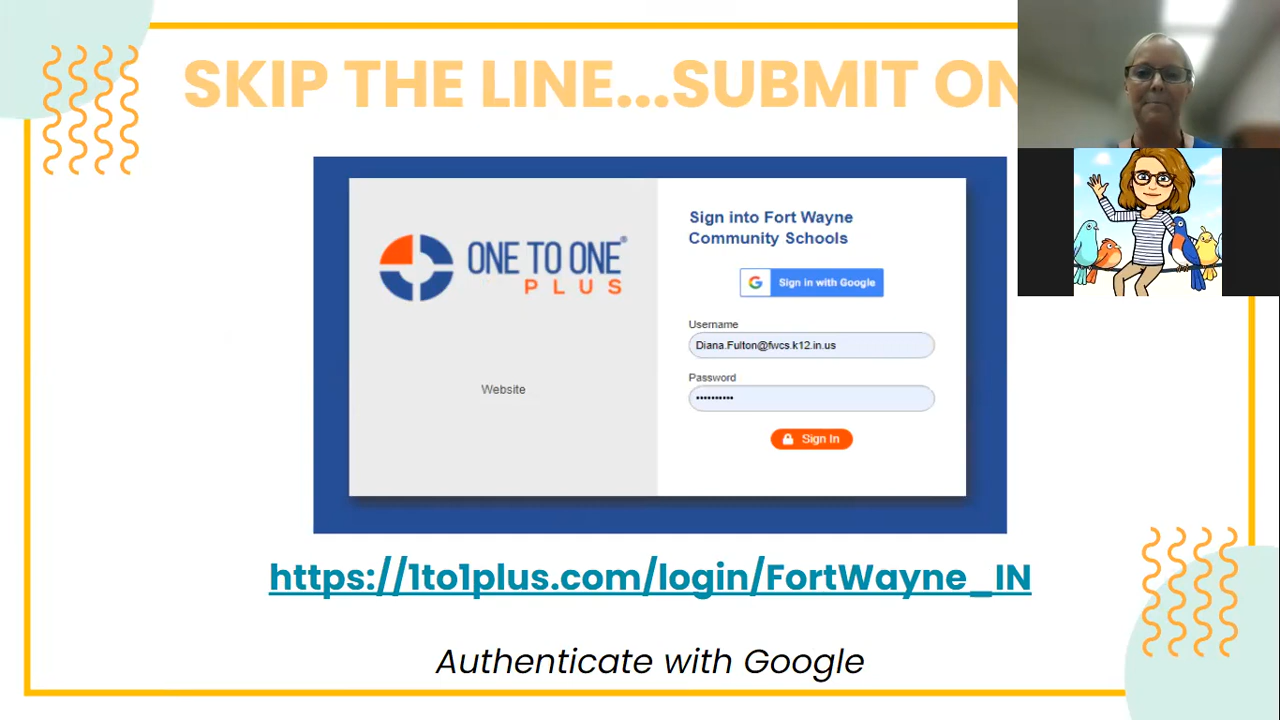 SKIP THE LINE...SUBMIT ON
ONE TO ONE®
PLUS
Website
Sign into Fort Wayne
Community Schools
Sign in with Google
Username
Diana.Fulton@fwcs.k12.in.us
Password
••••••••••
Sign In
https://1to1plus.com/login/FortWayne_IN
Authenticate with Google